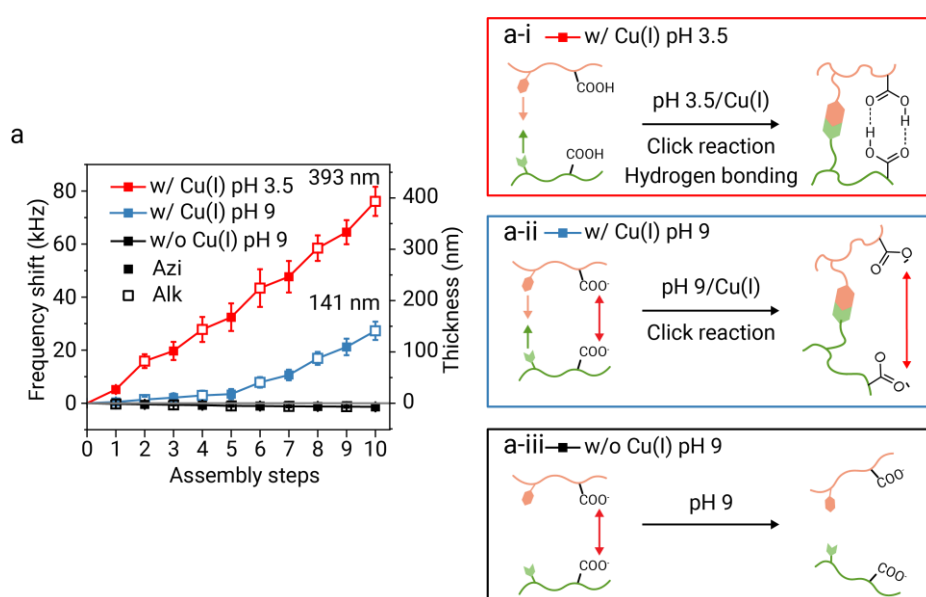 a
Frequency shift (kHz)
80
60
40
20
0
w/ Cu(I) pH 3.5
w/ Cu(I) pH 9
w/o Cu(I) pH 9
Azi
Alk
393 nm
141 nm
400
300
200
100
0
Thickness (nm)
0 1 2 3 4 5 6 7 8 9 10
Assembly steps
a-i w/ Cu(I) pH 3.5
COOH
COOH
pH 3.5/Cu(I)
Click reaction
Hydrogen bonding
O
O
H
H
O
O
a-ii w/ Cu(I) pH 9
COO-
COO-
pH 9/Cu(I)
Click reaction
O
O
O
O
a-iii w/o Cu(I) pH 9
COO-
COO-
pH 9
COO-
COO-